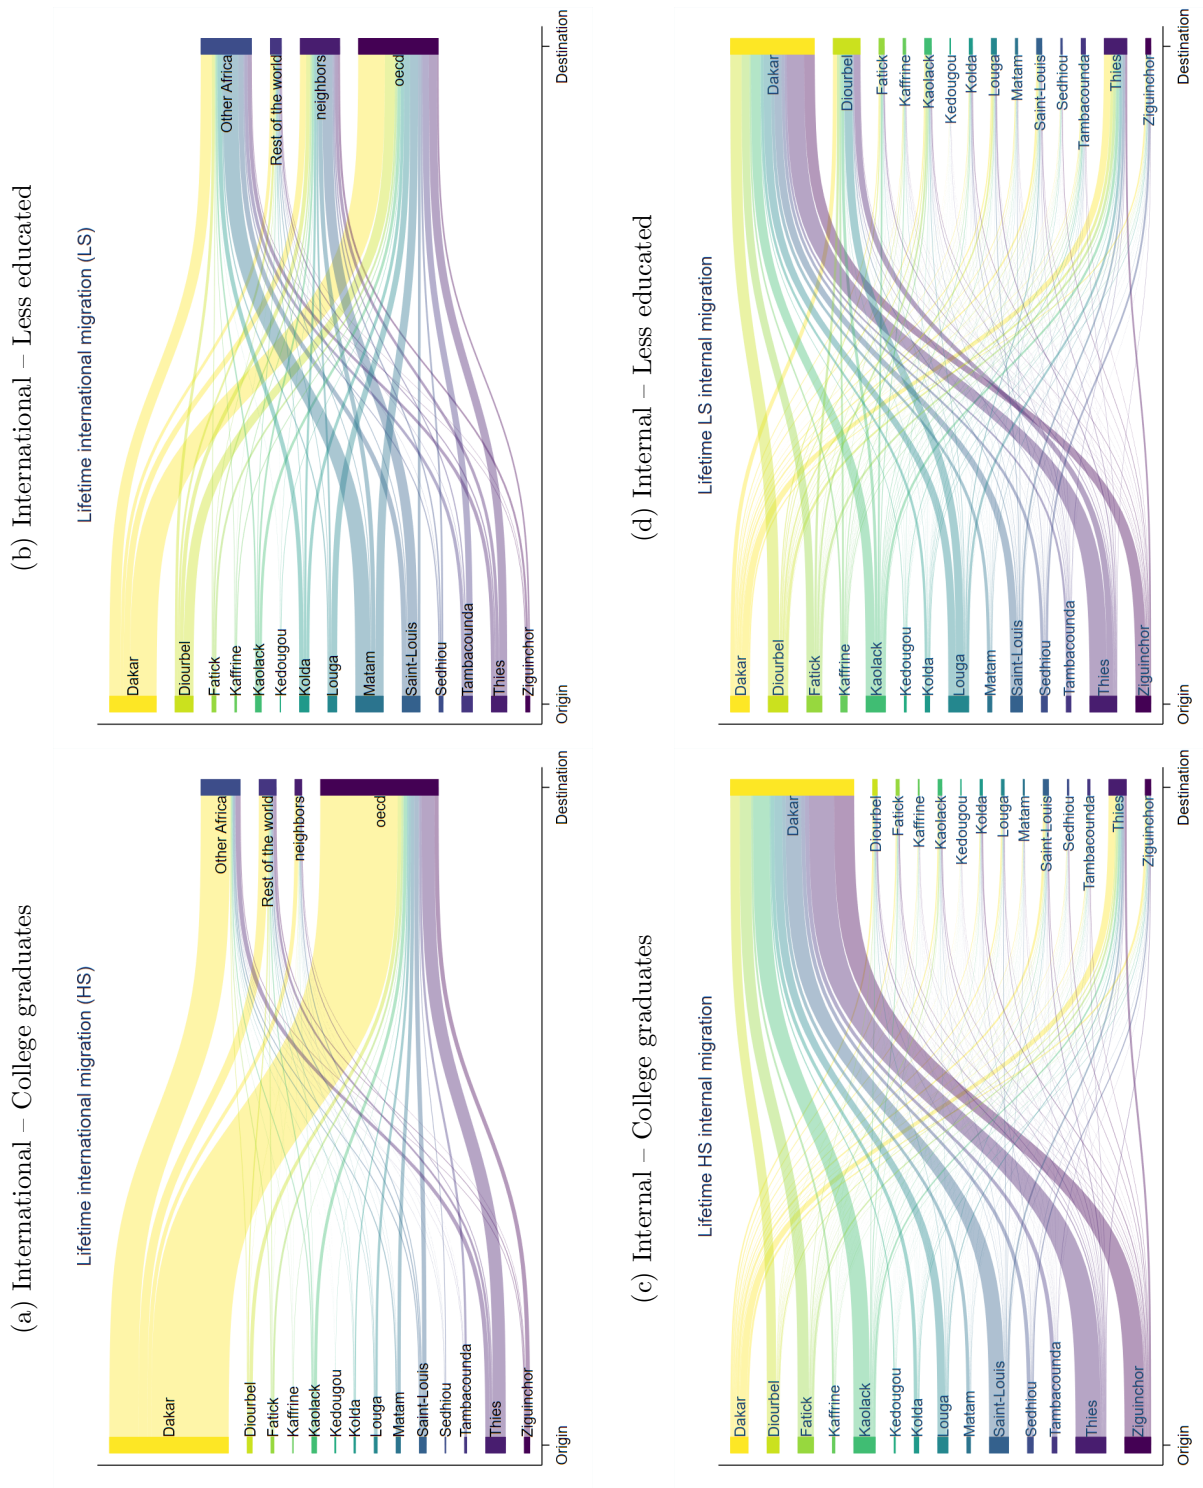 (a) International – College graduates
Lifetime international migration (HS)
Dakar
Diourbel
Fatick
Kaffrine
Kaolack
Kedougou
Kolda
Louga
Matam
Saint-Louis
Sedhiou
Tambacounda
Thies
Ziguinchor
Other Africa
Rest of the world
neighbors
oecd
Origin
Destination
(b) International – Less educated
Lifetime international migration (LS)
Dakar
Diourbel
Fatick
Kaffrine
Kaolack
Kedougou
Kolda
Louga
Matam
Saint-Louis
Sedhiou
Tambacounda
Thies
Ziguinchor
Other Africa
Rest of the world
neighbors
oecd
Origin
Destination
(c) Internal – College graduates
Lifetime HS internal migration
Dakar
Diourbel
Fatick
Kaffrine
Kaolack
Kedougou
Kolda
Louga
Matam
Saint-Louis
Sedhiou
Tambacounda
Thies
Ziguinchor
Dakar
Diourbel
Fatick
Kaffrine
Kaolack
Kedougou
Kolda
Louga
Matam
Saint-Louis
Sedhiou
Tambacounda
Thies
Ziguinchor
Origin
Destination
(d) Internal – Less educated
Lifetime LS internal migration
Dakar
Diourbel
Fatick
Kaffrine
Kaolack
Kedougou
Kolda
Louga
Matam
Saint-Louis
Sedhiou
Tambacounda
Thies
Ziguinchor
Dakar
Diourbel
Fatick
Kaffrine
Kaolack
Kedougou
Kolda
Louga
Matam
Saint-Louis
Sedhiou
Tambacounda
Thies
Ziguinchor
Origin
Destination